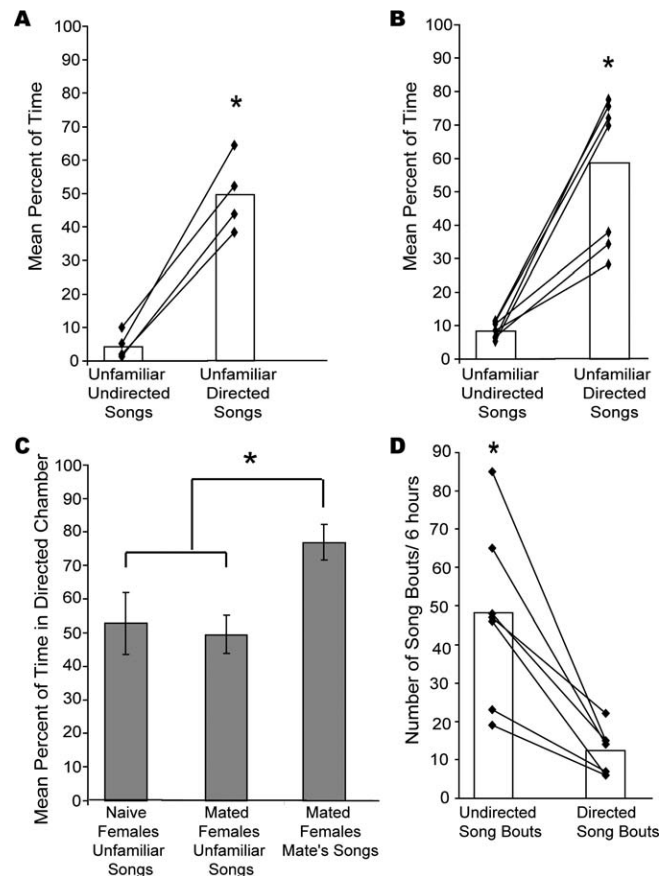 A
Mean Percent of Time
100
90
80
70
60
50
40
30
20
10
0
*
Unfamiliar
Undirected
Songs
Unfamiliar
Directed
Songs
B
Mean Percent of Time
100
90
80
70
60
50
40
30
20
10
0
*
Unfamiliar
Undirected
Songs
Unfamiliar
Directed
Songs
C
Mean Percent of Time in Directed Chamber
100
90
80
70
60
50
40
30
20
10
0
*
Naive
Females
Unfamiliar
Songs
Mated
Females
Unfamiliar
Songs
Mated
Females
Mate's Songs
D
Number of Song Bouts/ 6 hours
90
80
70
60
50
40
30
20
10
0
*
Undirected
Song Bouts
Directed
Song Bouts